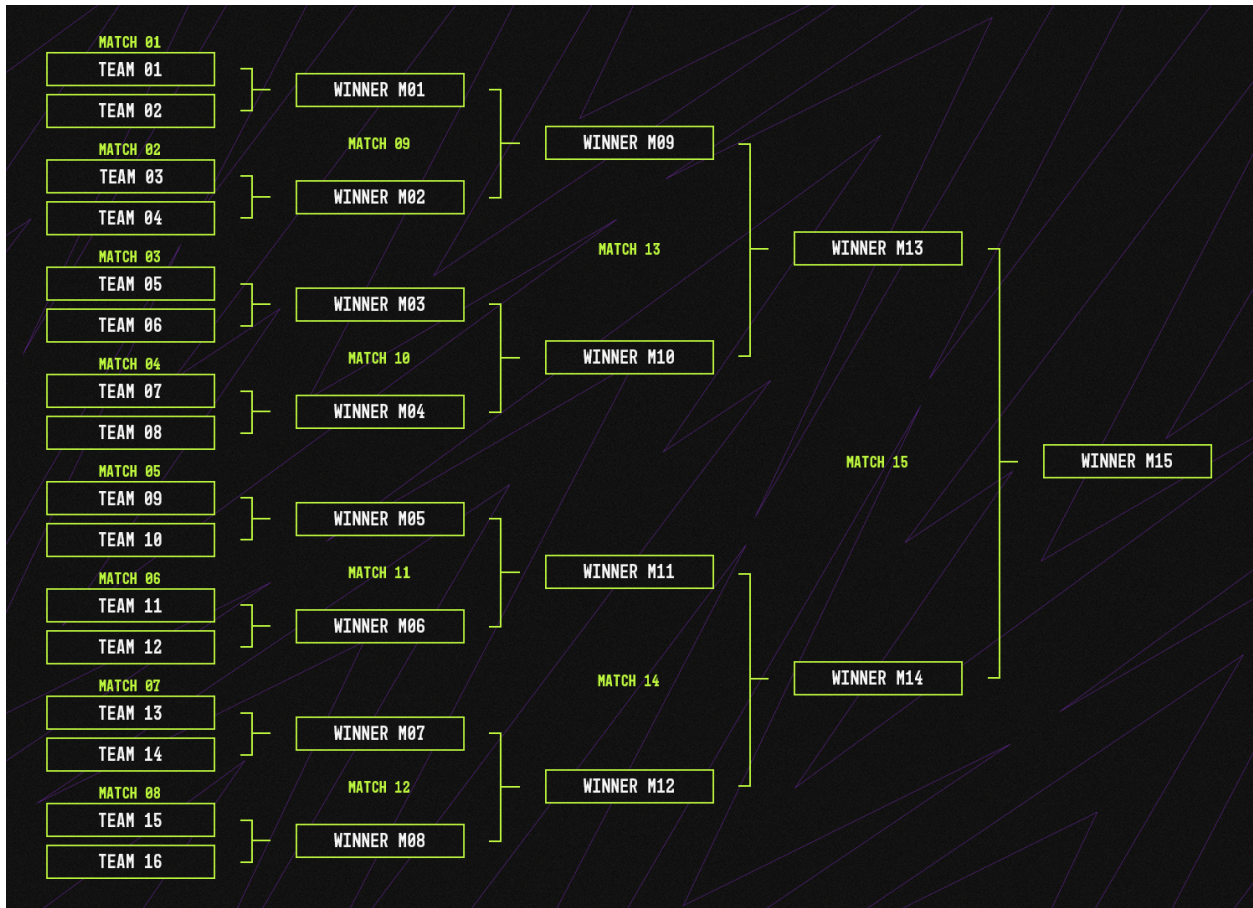 MATCH 01
TEAM 01
TEAM 02
MATCH 02
TEAM 03
TEAM 04
MATCH 03
TEAM 05
TEAM 06
MATCH 04
TEAM 07
TEAM 08
MATCH 05
TEAM 09
TEAM 10
MATCH 06
TEAM 11
TEAM 12
MATCH 07
TEAM 13
TEAM 14
MATCH 08
TEAM 15
TEAM 16
WINNER M01
MATCH 09
WINNER M02
WINNER M03
MATCH 10
WINNER M04
WINNER M05
MATCH 11
WINNER M06
WINNER M07
MATCH 12
WINNER M08
WINNER M09
MATCH 13
WINNER M10
WINNER M11
MATCH 14
WINNER M12
WINNER M13
MATCH 15
WINNER M14
WINNER M15